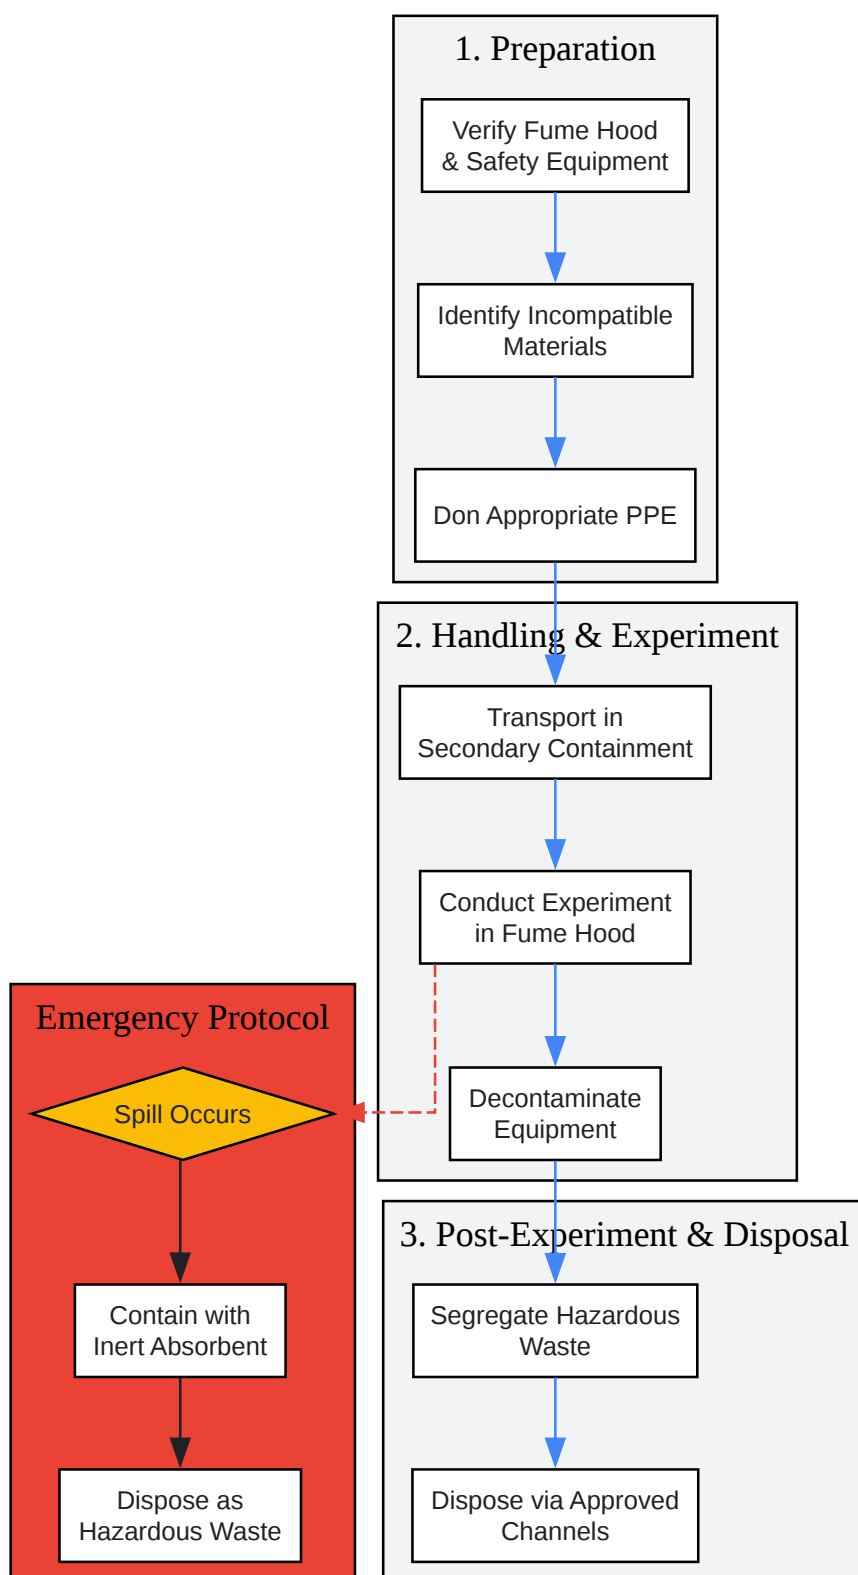 1. Preparation
Verify Fume Hood
& Safety Equipment
Identify Incompatible
Materials
Don Appropriate PPE
2. Handling & Experiment
Transport in
Secondary Containment
Conduct Experiment
in Fume Hood
Decontaminate
Equipment
Emergency Protocol
Spill Occurs
Contain with
Inert Absorbent
Dispose as
Hazardous Waste
3. Post-Experiment & Disposal
Segregate Hazardous
Waste
Dispose via Approved
Channels